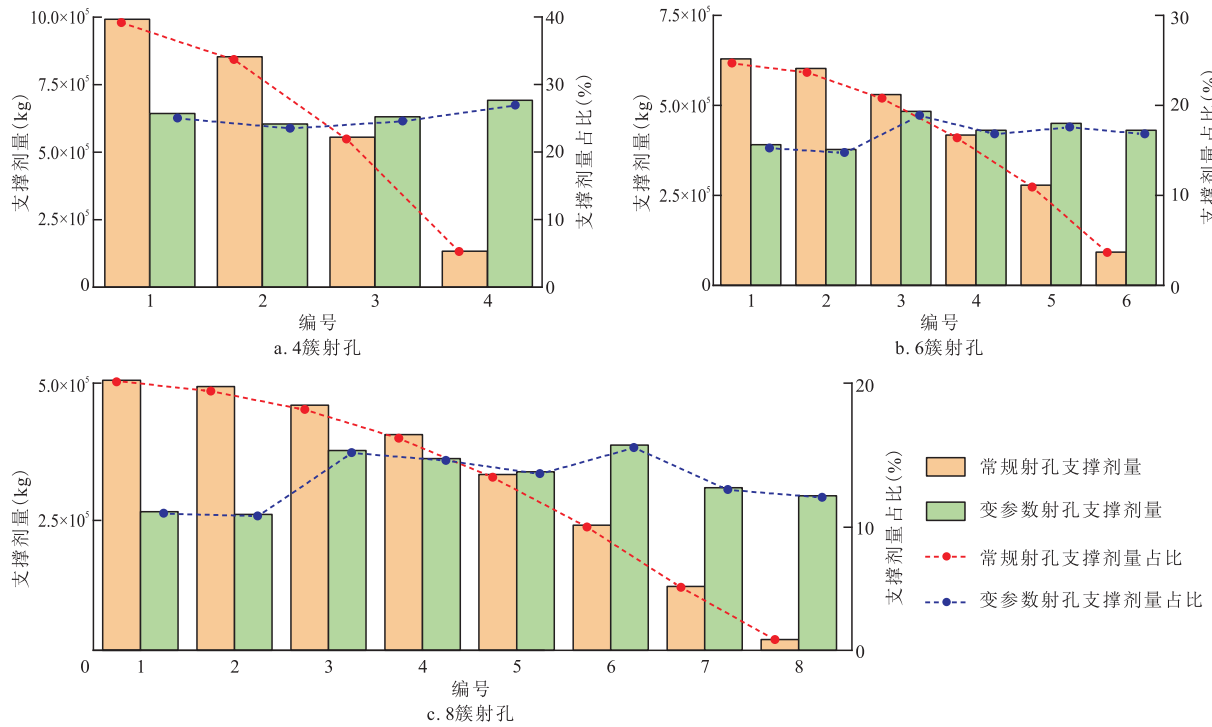 支撑剂量(kg)
10.0×10⁵
7.5×10⁵
5.0×10⁵
2.5×10⁵
0
40
30
20
10
0
支撑剂量占比(%)
1 2 3 4
编号
a. 4簇射孔
支撑剂量(kg)
7.5×10⁵
5.0×10⁵
2.5×10⁵
0
30
20
10
0
支撑剂量占比(%)
1 2 3 4 5 6
编号
b. 6簇射孔
支撑剂量(kg)
5.0×10⁵
2.5×10⁵
0
20
10
0
支撑剂量占比(%)
1 2 3 4 5 6 7 8
编号
c. 8簇射孔
常规射孔支撑剂量
变参数射孔支撑剂量
常规射孔支撑剂量占比
变参数射孔支撑剂量占比